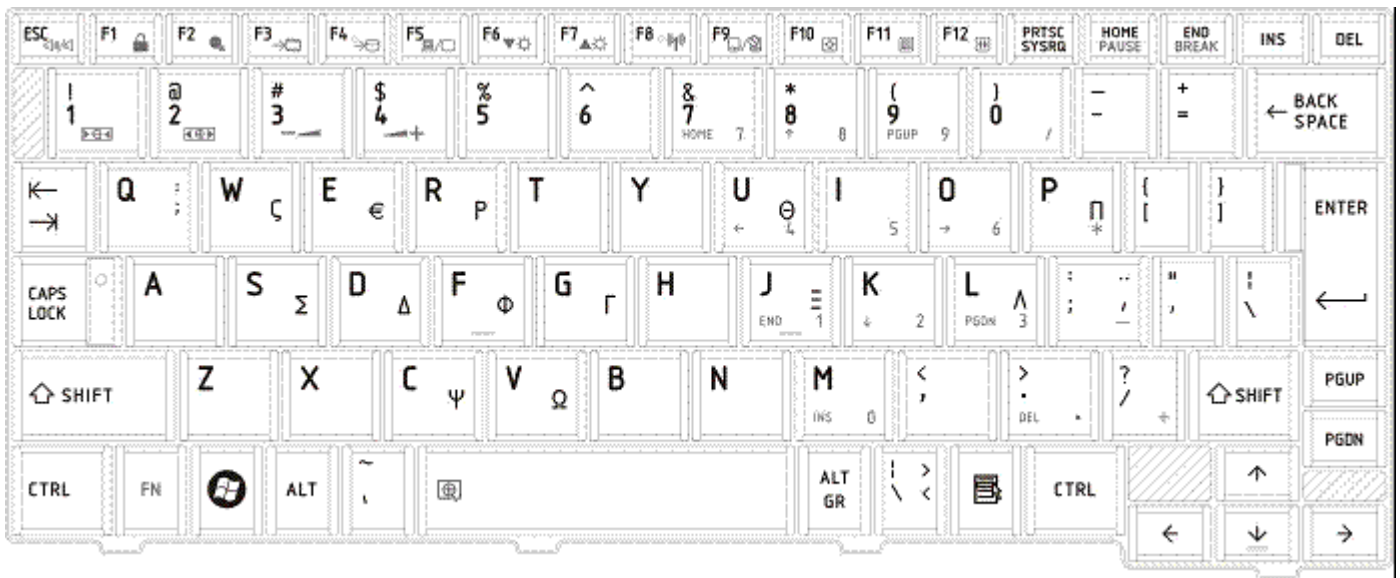 ESC F1 F2 F3 F4 F5 F6 F7 F8 F9 F10 F11 F12 PRTSC HOME END INS DEL
SYSRQ PAUSE BREAK
! @ # $ % ^ & * ( ) _ +
1 2 3 4 5 6 7 8 9 0 - = ← BACK SPACE
HOME 7 ↑ 8 PGUP 9 /
Q : W E R T Y U I O P { }
; ς € Ρ Θ Π [ ] ENTER
← 4 5 → 6 *
CAPS LOCK A S D F G H J K L : ¨ " ¦
Σ Δ Φ Γ Ξ Λ ; ΄ ' \
END 1 ↓ 2 PGDN 3 _
SHIFT Z X C V B N M < > ? SHIFT PGUP
Ψ Ω , . /
INS 0 DEL . ÷ PGDN
CTRL FN ALT ~ ALT GR ¦ > CTRL ↑
\ <
← ↓ →